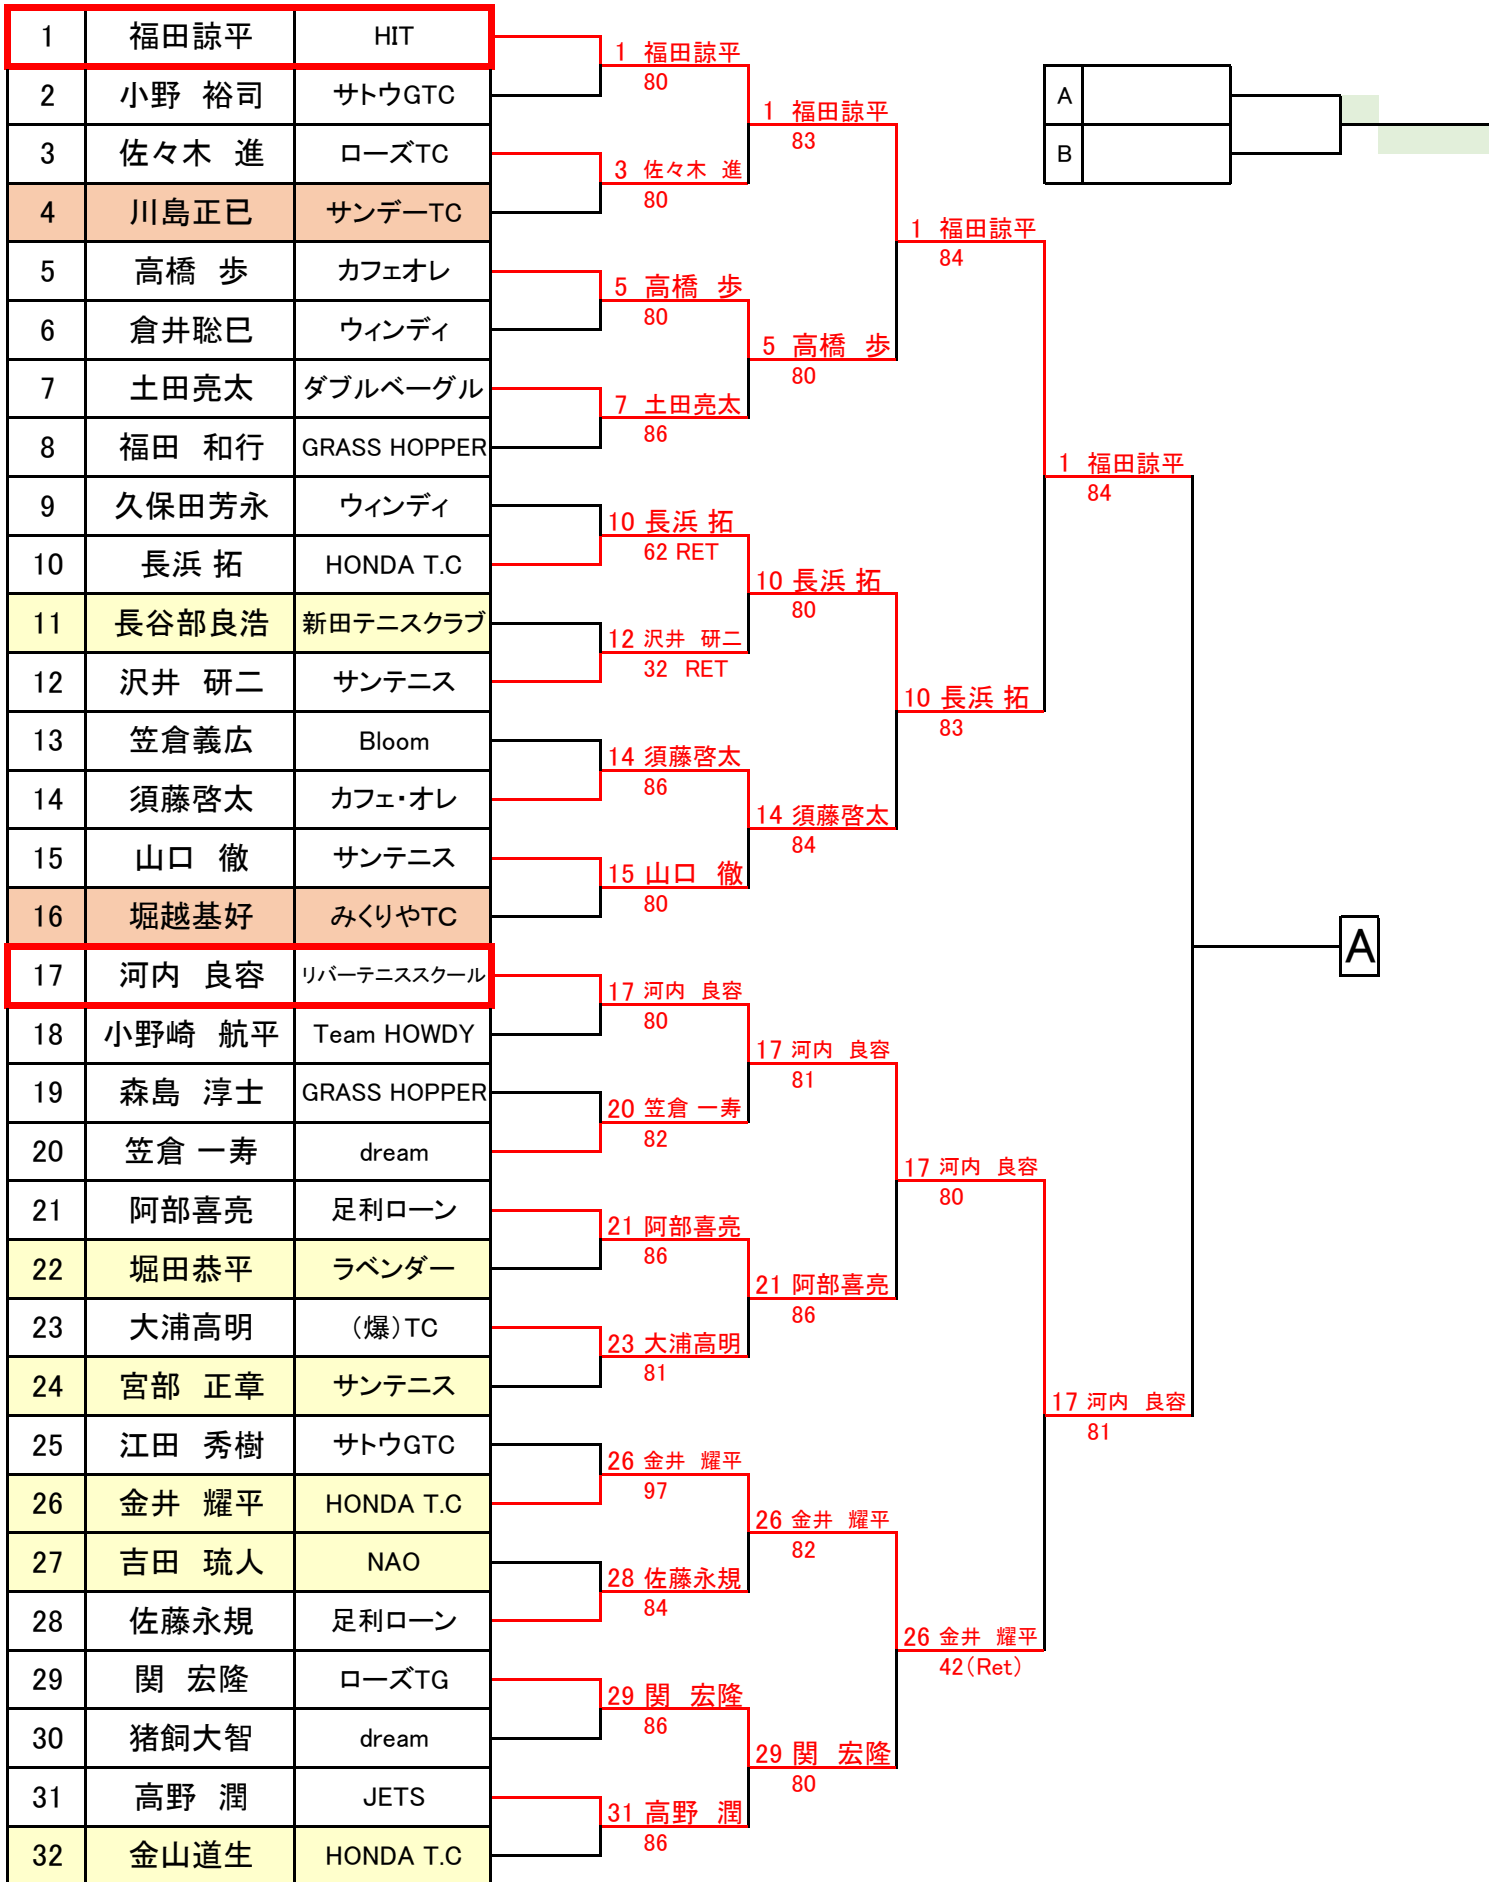 1 福田諒平 HIT
2 小野 裕司 サトウGTC
3 佐々木 進 ローズTC
4 川島正已 サンデーTC
5 高橋 歩 カフェオレ
6 倉井聡巳 ウィンディ
7 土田亮太 ダブルベーグル
8 福田 和行 GRASS HOPPER
9 久保田芳永 ウィンディ
10 長浜 拓 HONDA T.C
11 長谷部良浩 新田テニスクラブ
12 沢井 研二 サンテニス
13 笠倉義広 Bloom
14 須藤啓太 カフェ・オレ
15 山口 徹 サンテニス
16 堀越基好 みくりやTC
17 河内 良容 リバーテニススクール
18 小野崎 航平 Team HOWDY
19 森島 淳士 GRASS HOPPER
20 笠倉 一寿 dream
21 阿部喜亮 足利ローン
22 堀田恭平 ラベンダー
23 大浦高明 （爆）TC
24 宮部 正章 サンテニス
25 江田 秀樹 サトウGTC
26 金井 耀平 HONDA T.C
27 吉田 琉人 NAO
28 佐藤永規 足利ローン
29 関 宏隆 ローズTG
30 猪飼大智 dream
31 高野 潤 JETS
32 金山道生 HONDA T.C
1 福田諒平
80
3 佐々木 進
80
5 高橋 歩
80
7 土田亮太
86
10 長浜 拓
62 RET
12 沢井 研二
32 RET
14 須藤啓太
86
15 山口 徹
80
17 河内 良容
80
20 笠倉 一寿
82
21 阿部喜亮
86
23 大浦高明
81
26 金井 耀平
97
28 佐藤永規
84
29 関 宏隆
86
31 高野 潤
86
1 福田諒平
83
5 高橋 歩
80
10 長浜 拓
80
14 須藤啓太
84
17 河内 良容
81
21 阿部喜亮
86
26 金井 耀平
82
29 関 宏隆
80
1 福田諒平
84
10 長浜 拓
83
17 河内 良容
80
26 金井 耀平
42（Ret）
1 福田諒平
84
17 河内 良容
81
A
B
A